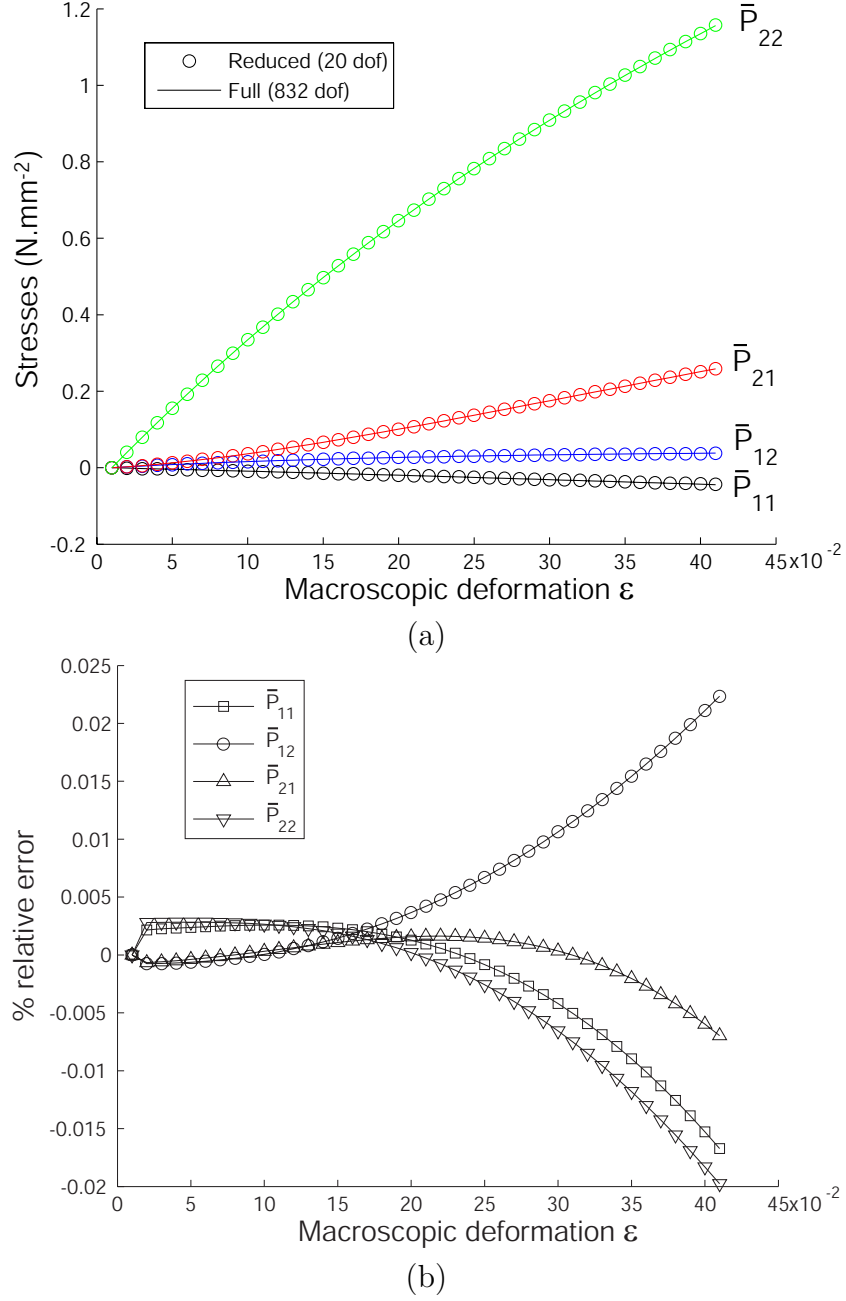 1.2
1
0.8
0.6
0.4
0.2
0
-0.2
Stresses (N.mm-2)
Reduced (20 dof)
Full (832 dof)
P̄22
P̄21
P̄12
P̄11
0 5 10 15 20 25 30 35 40 45x10-2
Macroscopic deformation ε
(a)
0.025
0.02
0.015
0.01
0.005
0
-0.005
-0.01
-0.015
-0.02
% relative error
P̄11
P̄12
P̄21
P̄22
0 5 10 15 20 25 30 35 40 45x10-2
Macroscopic deformation ε
(b)